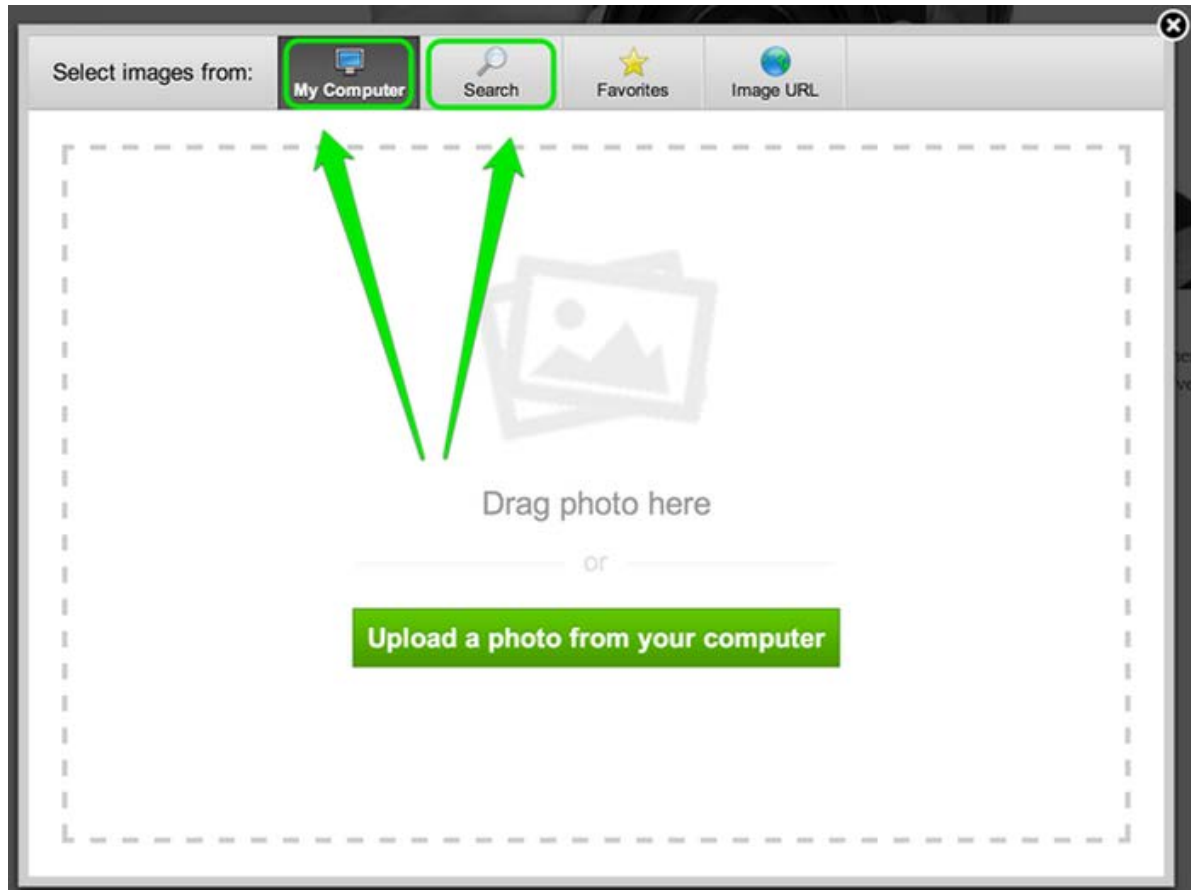 Select images from:
My Computer
Search
Favorites
Image URL
Drag photo here
or
Upload a photo from your computer